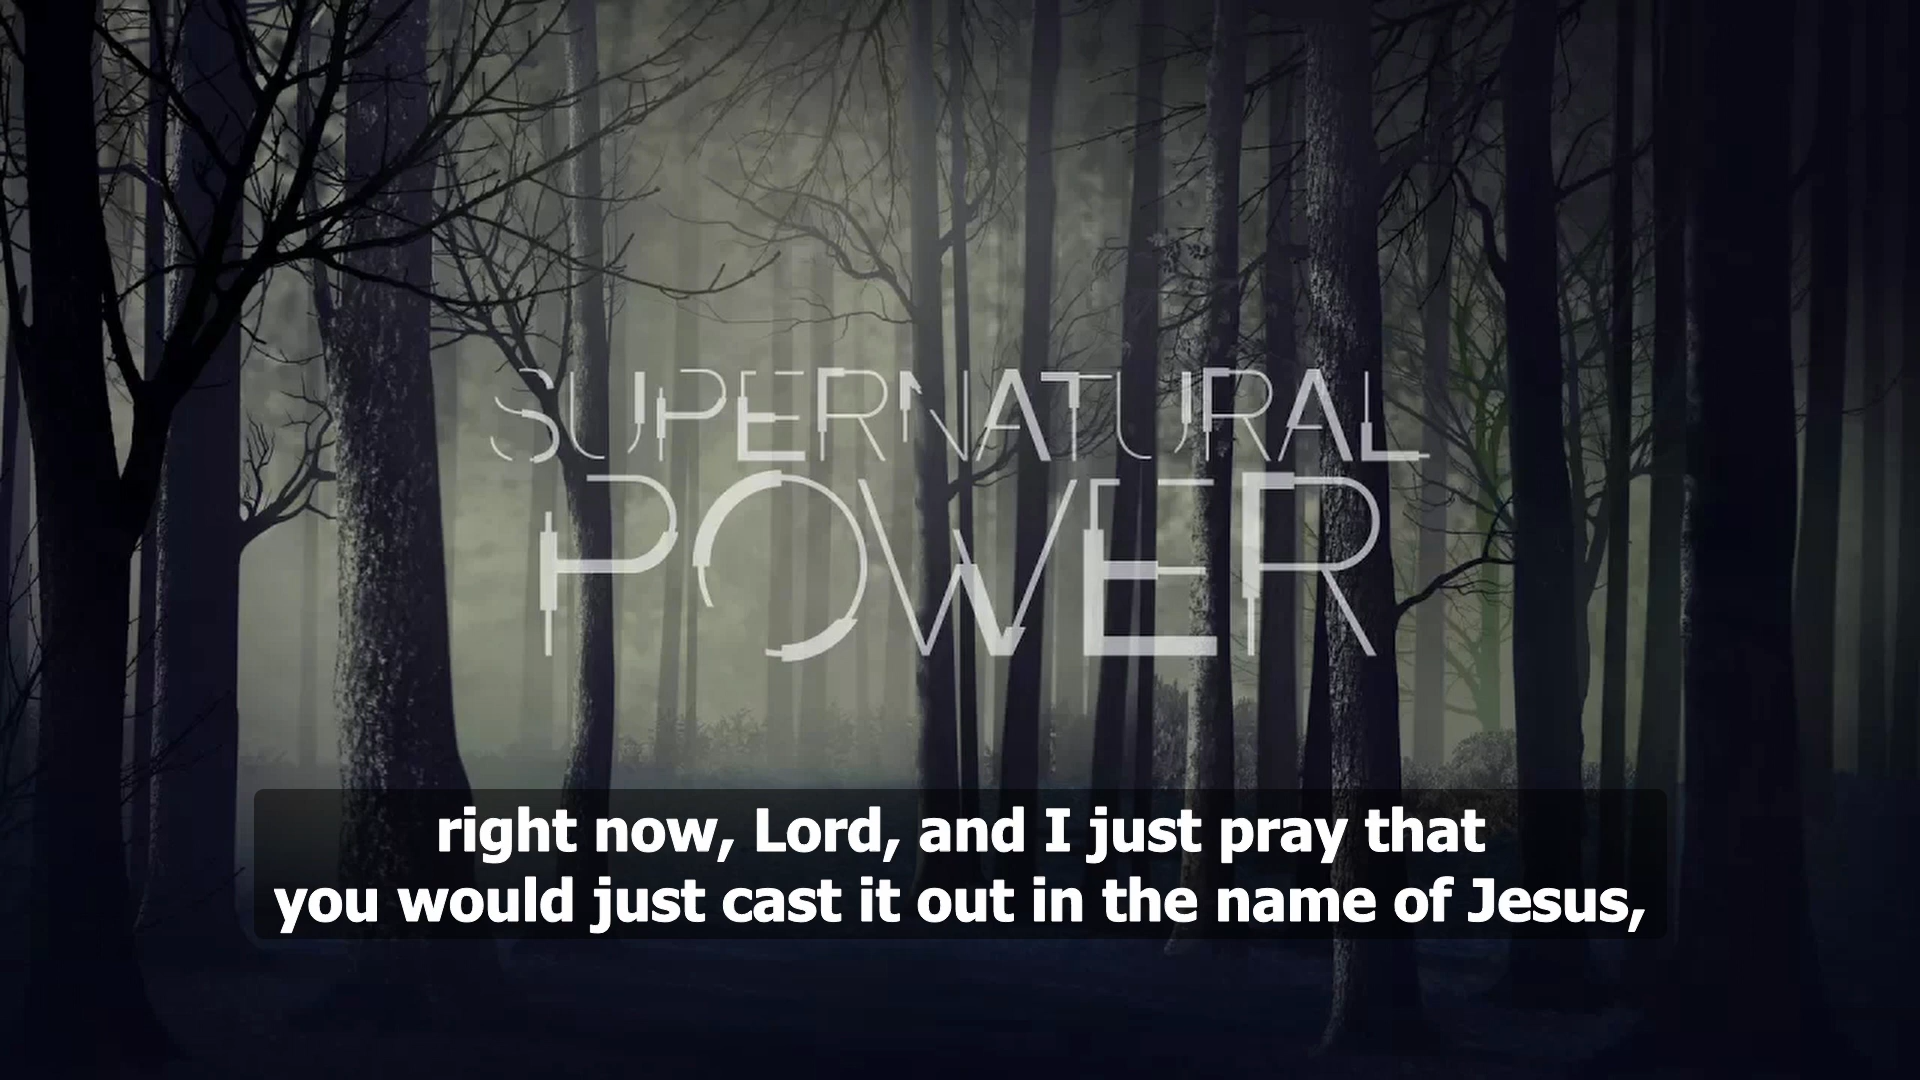 SUPERNATURAL
POWER
right now, Lord, and I just pray that
you would just cast it out in the name of Jesus,